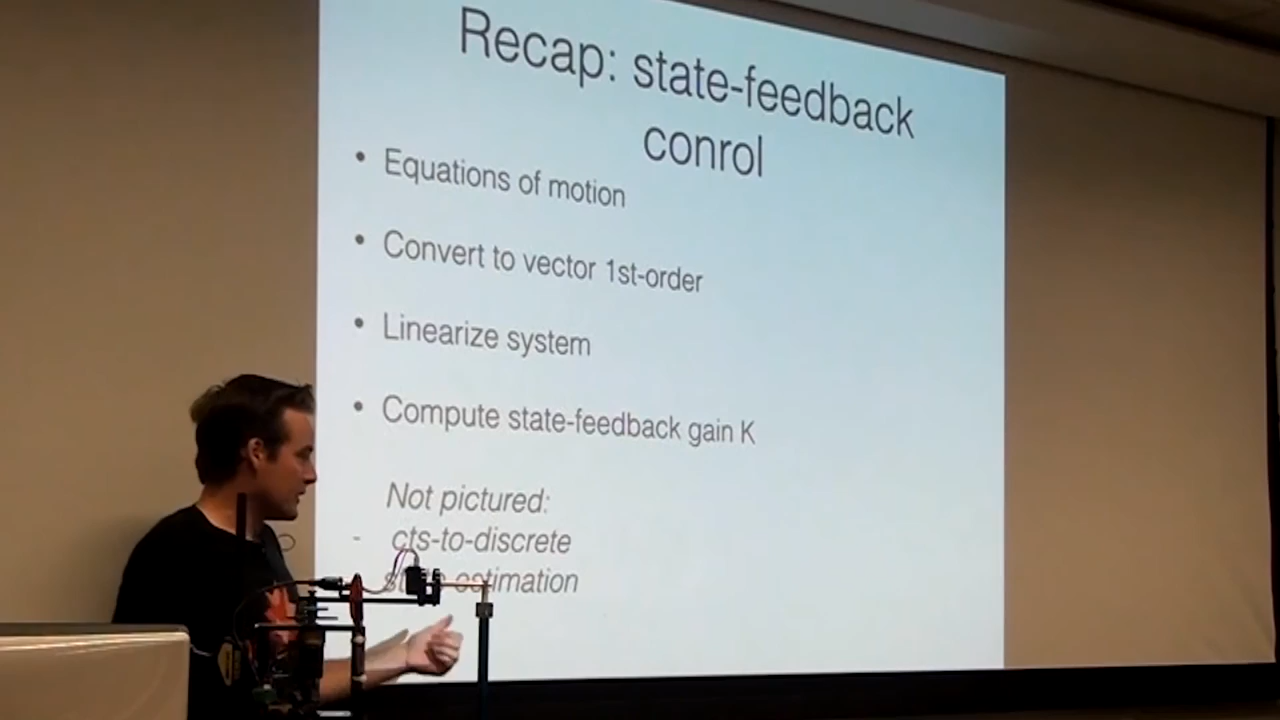 Recap: state-feedback
conrol
• Equations of motion
• Convert to vector 1st-order
• Linearize system
• Compute state-feedback gain K
Not pictured:
- cts-to-discrete
estimation